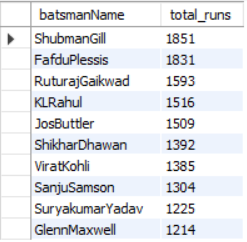 batsmanName total_runs
ShubmanGill 1851
FafduPlessis 1831
RuturajGaikwad 1593
KLRahul 1516
JosButtler 1509
ShikharDhawan 1392
ViratKohli 1385
SanjuSamson 1304
SuryakumarYadav 1225
GlennMaxwell 1214